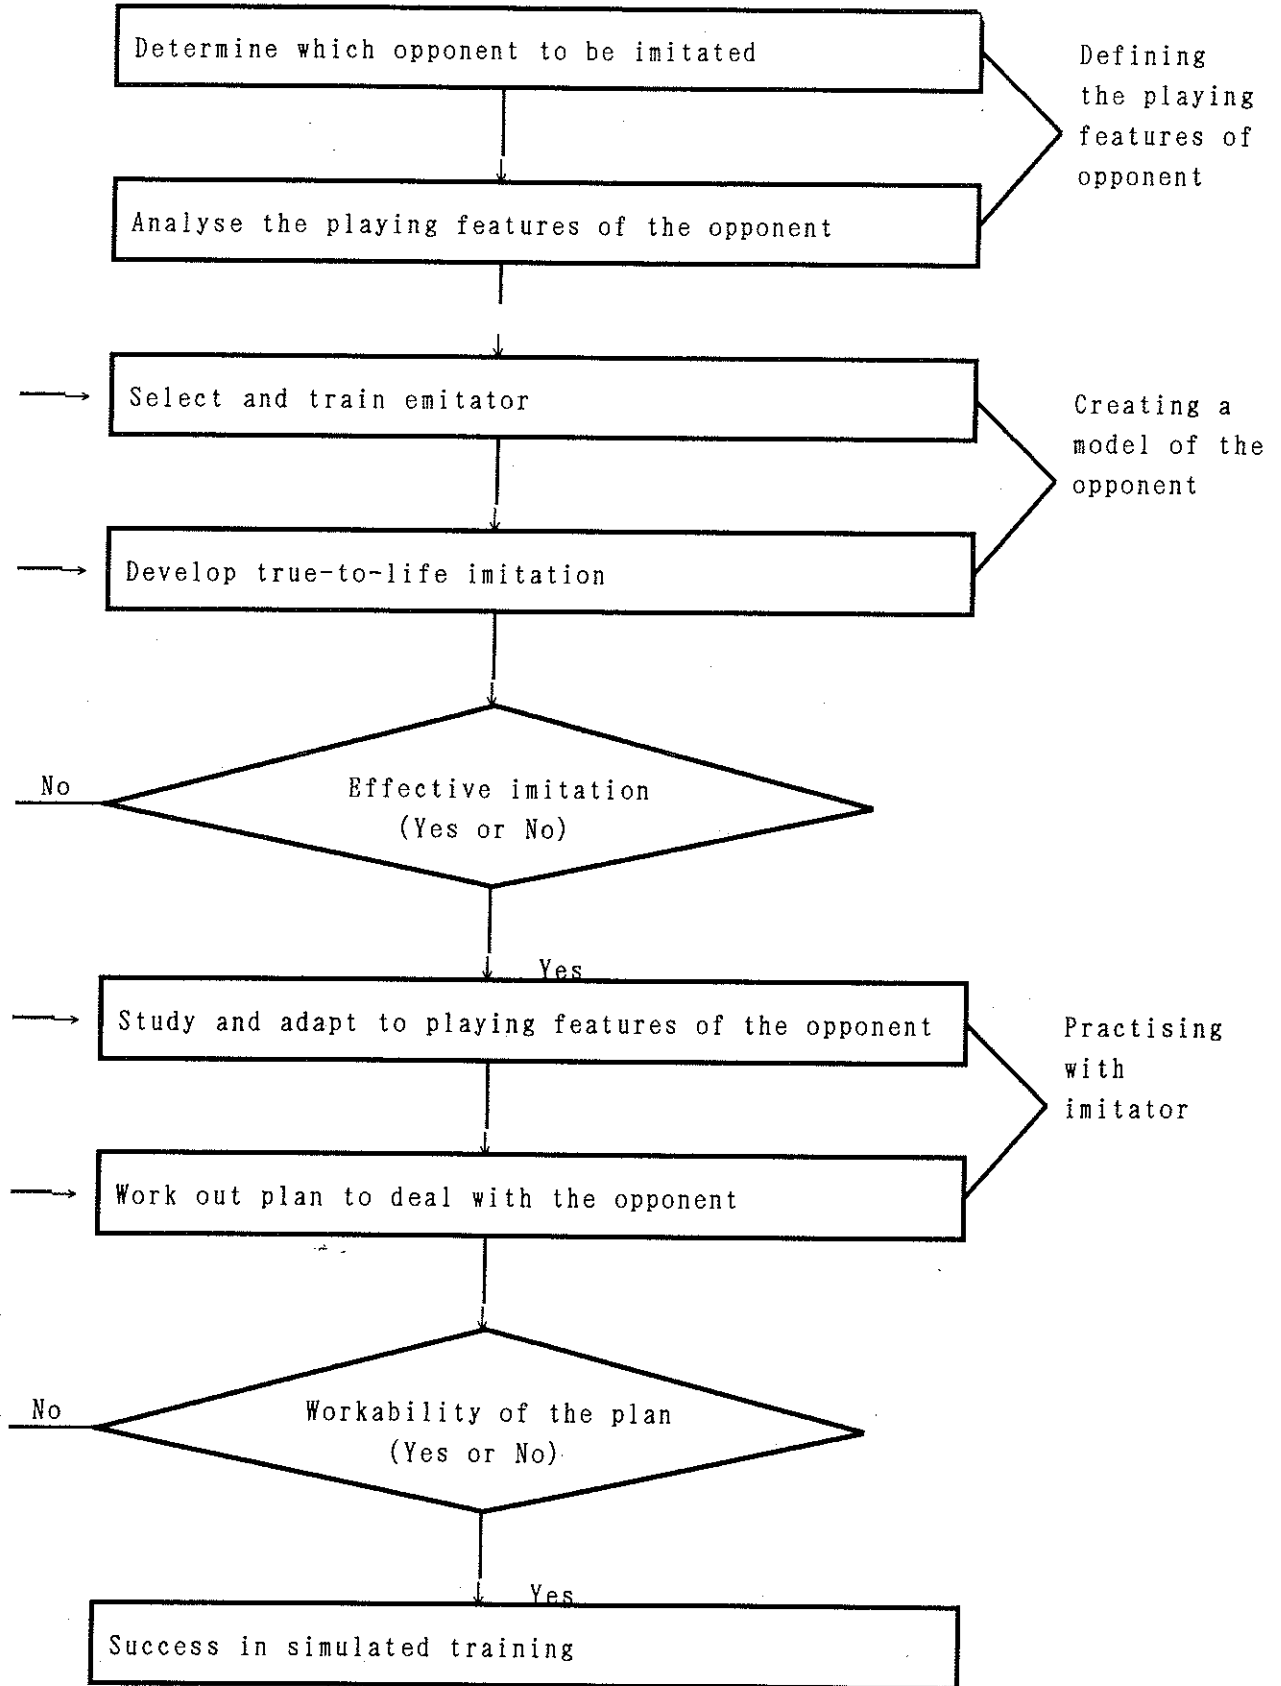 Determine which opponent to be imitated
Defining
the playing
features of
opponent
Analyse the playing features of the opponent
Select and train emitator
Creating a
model of the
opponent
Develop true-to-life imitation
No
Effective imitation
(Yes or No)
Yes
Study and adapt to playing features of the opponent
Practising
with
imitator
Work out plan to deal with the opponent
No
Workability of the plan
(Yes or No)
Yes
Success in simulated training